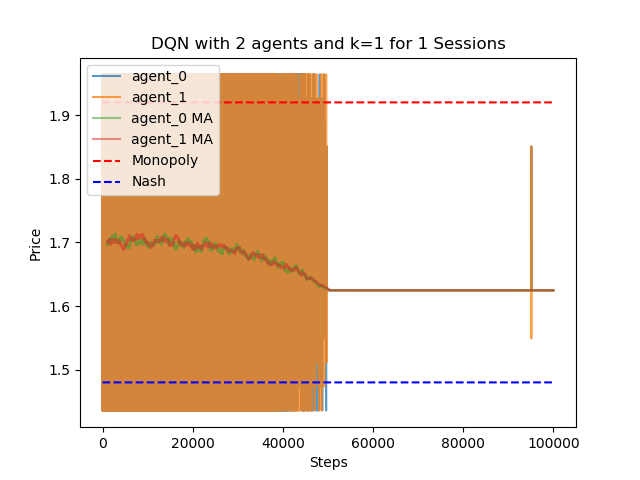 DQN with 2 agents and k=1 for 1 Sessions
agent_0
agent_1
agent_0 MA
agent_1 MA
Monopoly
Nash
Price
1.9
1.8
1.7
1.6
1.5
0
20000
40000
60000
80000
100000
Steps